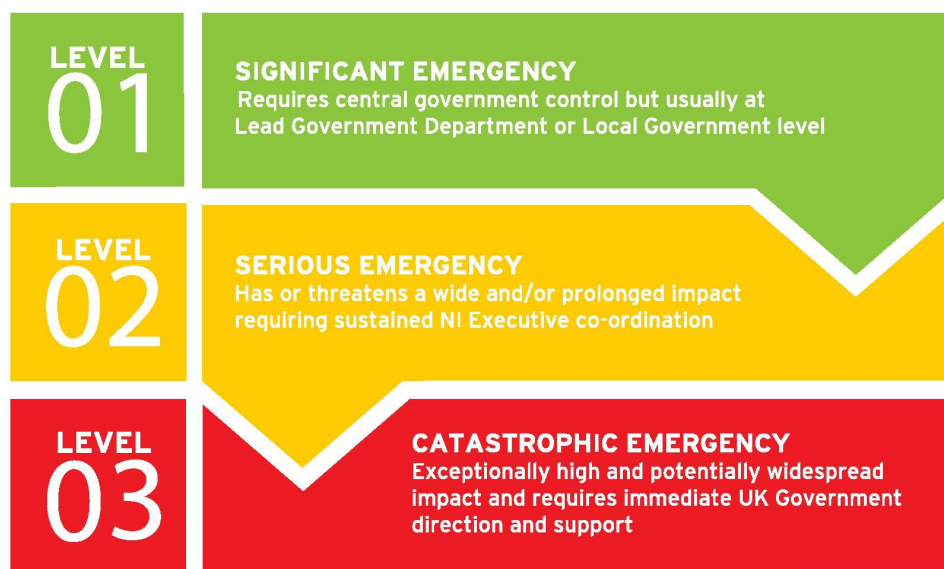 LEVEL
01
SIGNIFICANT EMERGENCY
Requires central government control but usually at
Lead Government Department or Local Government level
LEVEL
02
SERIOUS EMERGENCY
Has or threatens a wide and/or prolonged impact
requiring sustained NI Executive co-ordination
LEVEL
03
CATASTROPHIC EMERGENCY
Exceptionally high and potentially widespread
impact and requires immediate UK Government
direction and support